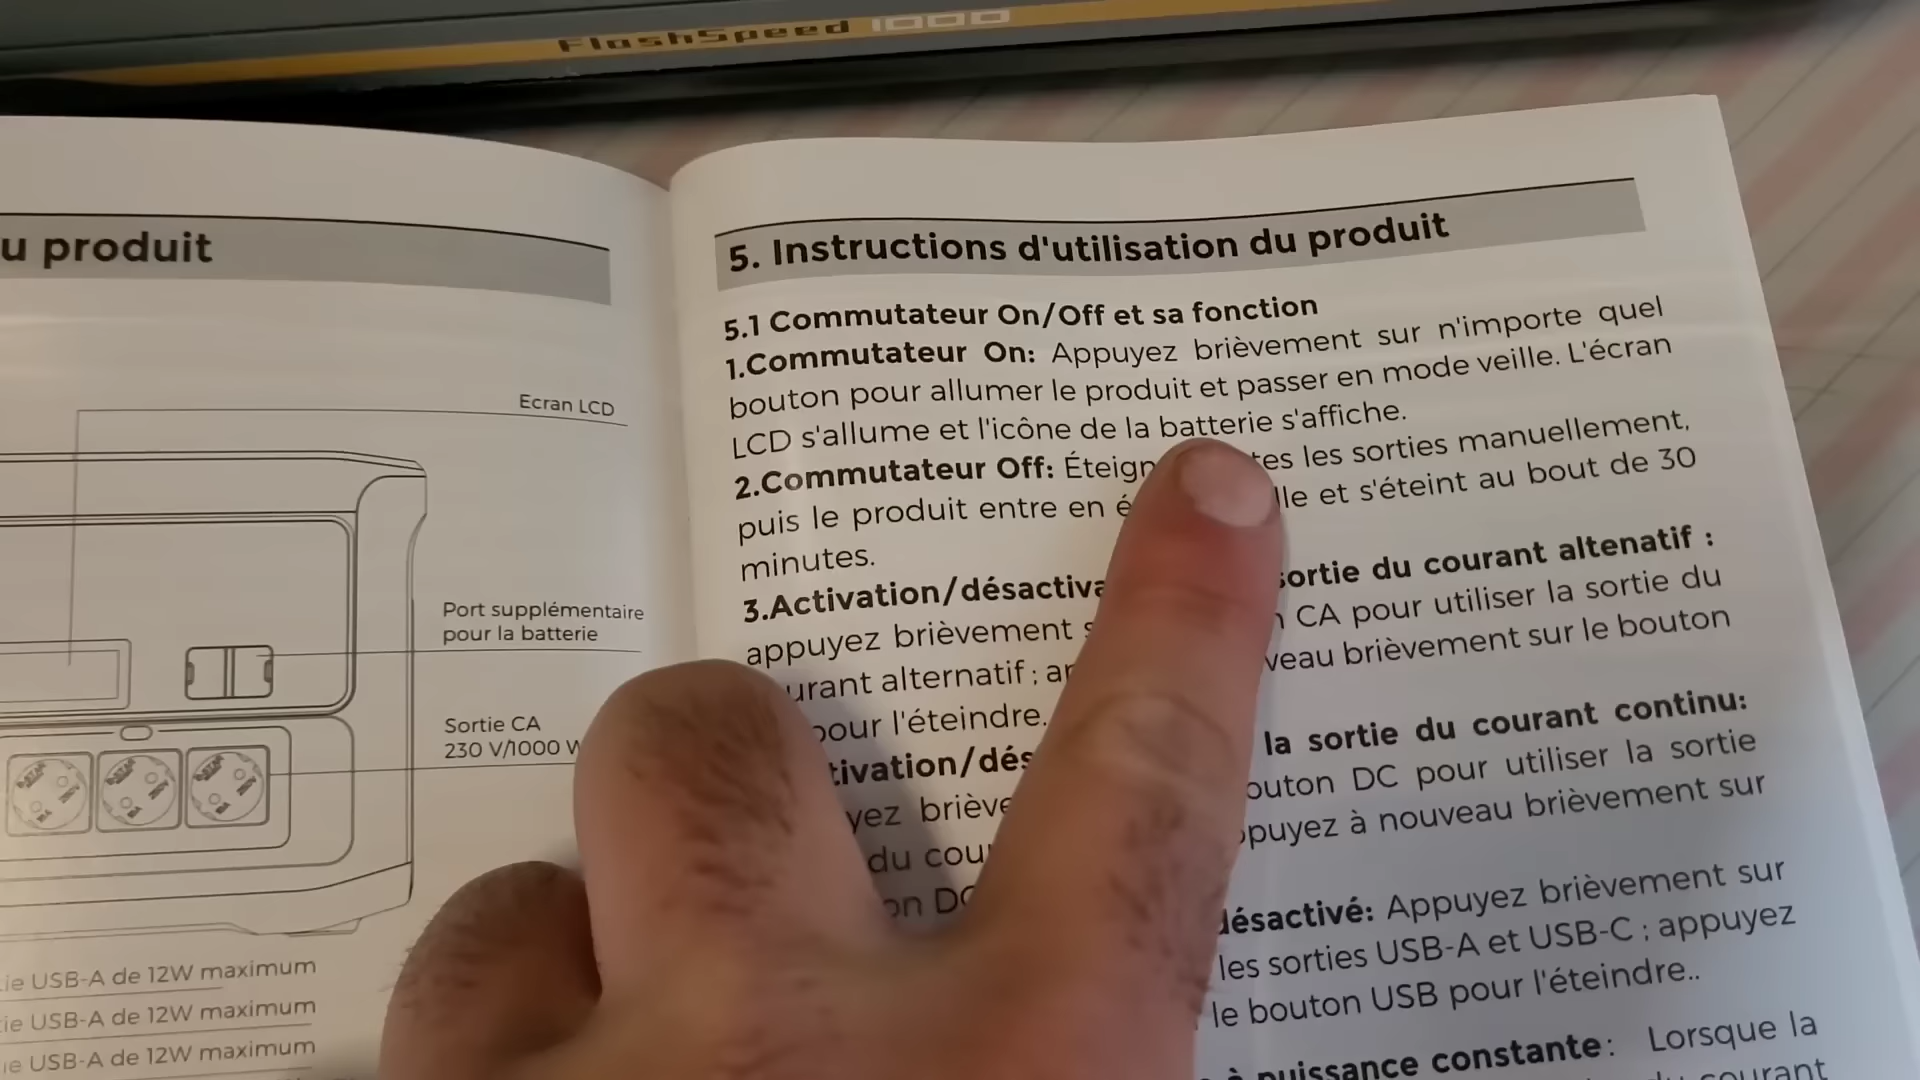 FlashSpeed 1000
u produit
Ecran LCD
Port supplémentaire
pour la batterie
Sortie CA
230 V/1000 W
ie USB-A de 12W maximum
ie USB-A de 12W maximum
ie USB-A de 12W maximum
5. Instructions d'utilisation du produit
5.1 Commutateur On/Off et sa fonction
1.Commutateur On: Appuyez brièvement sur n'importe quel
bouton pour allumer le produit et passer en mode veille. L'écran
LCD s'allume et l'icône de la batterie s'affiche.
2.Commutateur Off: Éteign tes les sorties manuellement,
puis le produit entre en é lle et s'éteint au bout de 30
minutes.
3.Activation/désactiva sortie du courant altenatif :
appuyez brièvement s n CA pour utiliser la sortie du
urant alternatif ; ap veau brièvement sur le bouton
pour l'éteindre.
tivation/dés la sortie du courant continu:
yez brève outon DC pour utiliser la sortie
du cour ppuyez à nouveau brièvement sur
on DC
désactivé: Appuyez brièvement sur
les sorties USB-A et USB-C ; appuyez
le bouton USB pour l'éteindre..
à puissance constante: Lorsque la
du courant